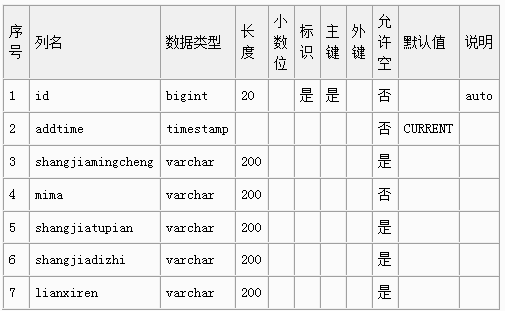 序号 列名 数据类型 长度 小数位 标识 主键 外键 允许空 默认值 说明
1 id bigint 20 是 是 否 auto
2 addtime timestamp 否 CURRENT
3 shangjiamingcheng varchar 200 是
4 mima varchar 200 否
5 shangjiatupian varchar 200 是
6 shangjiadizhi varchar 200 是
7 lianxiren varchar 200 是